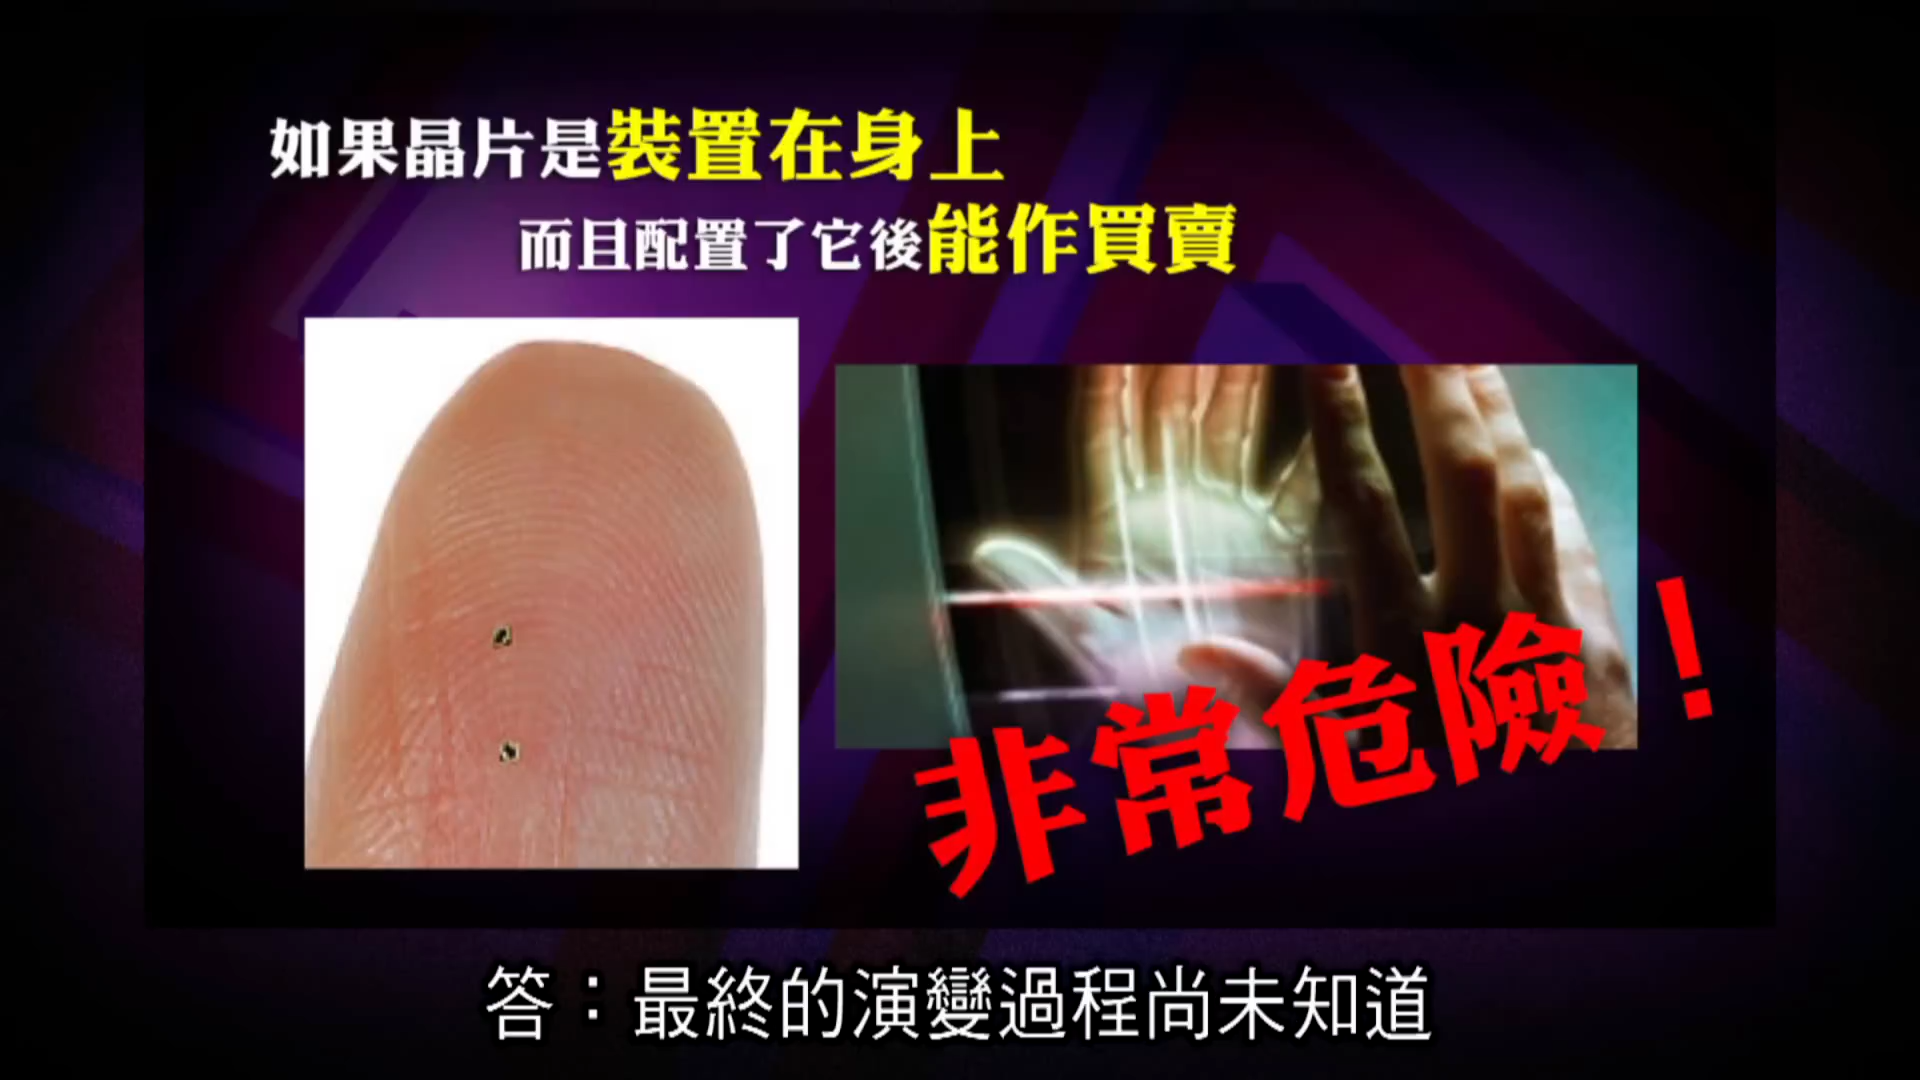 如果晶片是裝置在身上
而且配置了它後能作買賣
非常危險！
答：最終的演變過程尚未知道